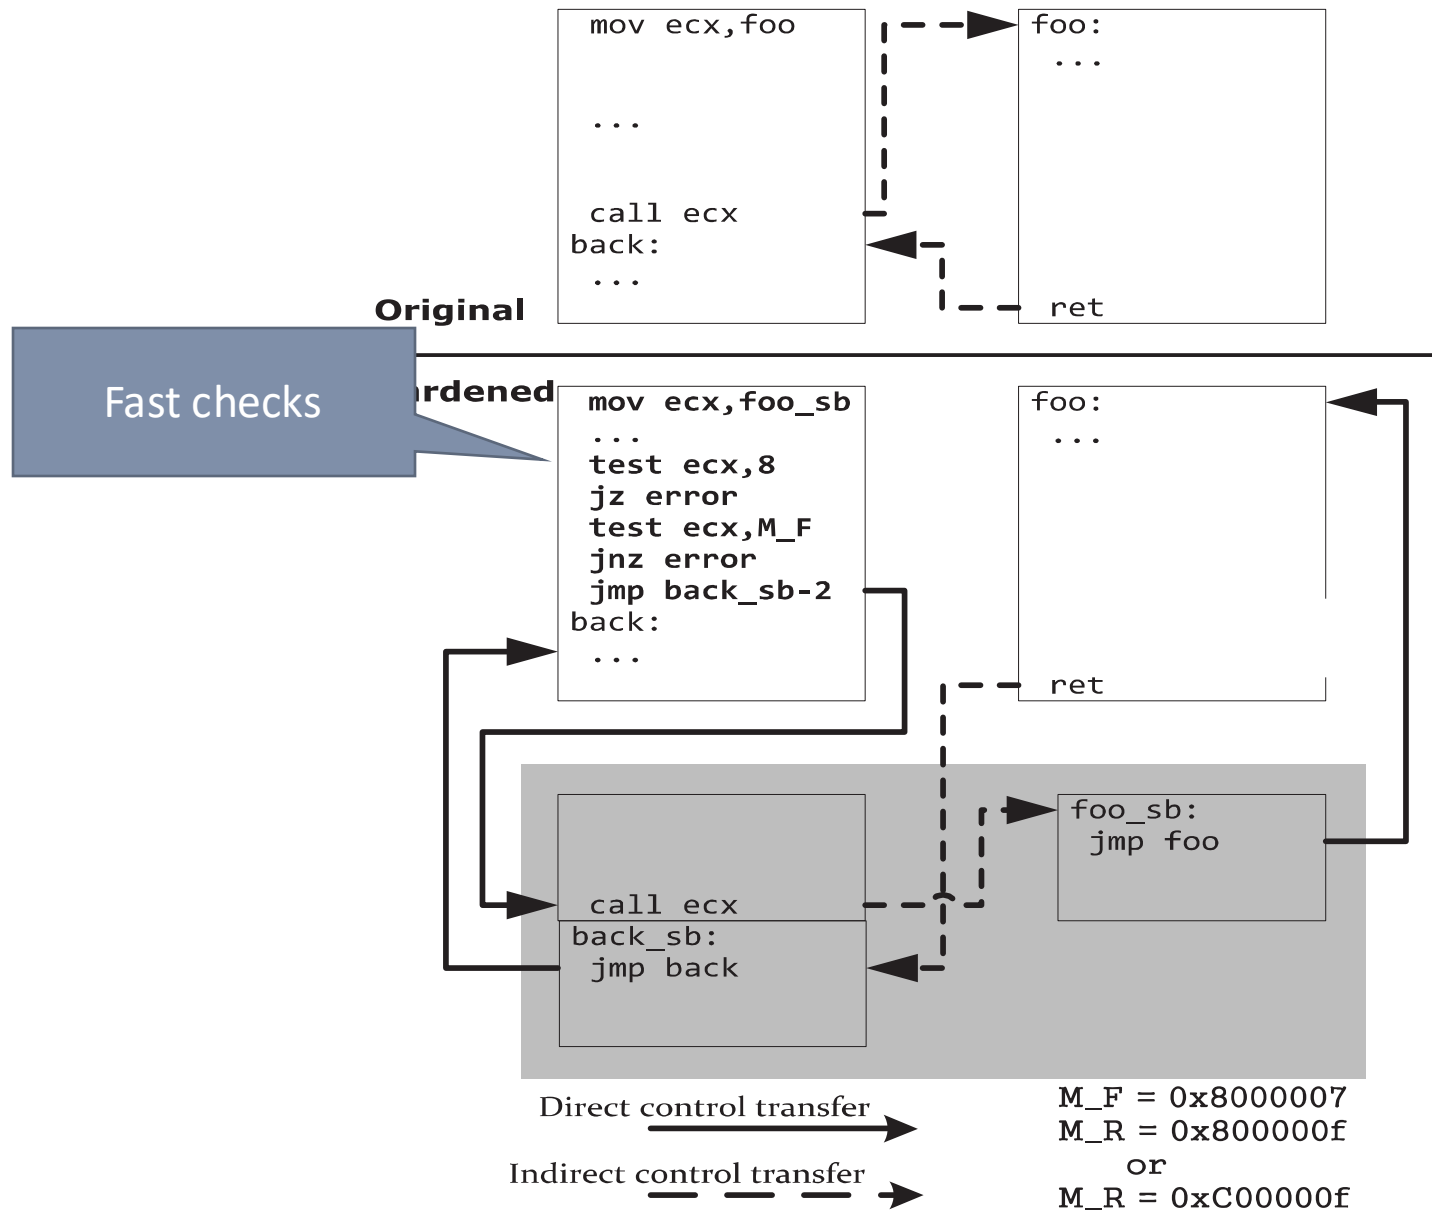 mov ecx,foo
...
call ecx
back:
...
foo:
...
ret
Original
Fast checks
rdened
mov ecx,foo_sb
...
test ecx,8
jz error
test ecx,M_F
jnz error
jmp back_sb-2
back:
...
foo:
...
ret
call ecx
back_sb:
jmp back
foo_sb:
jmp foo
Direct control transfer
Indirect control transfer
M_F = 0x8000007
M_R = 0x800000f
or
M_R = 0xC00000f